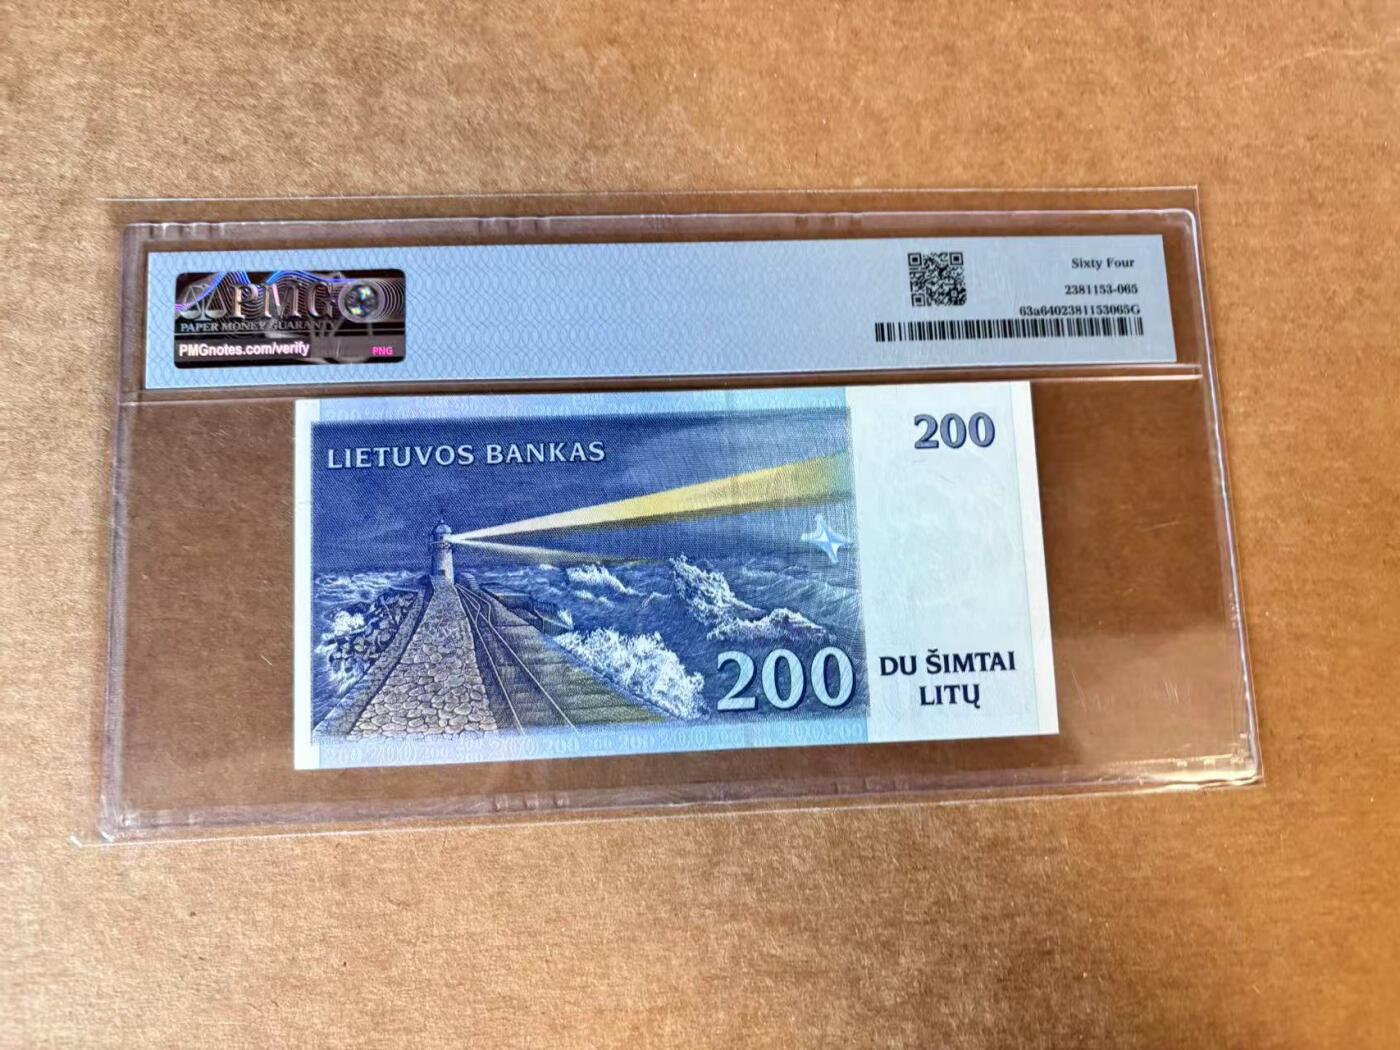 PMG
PAPER MONEY GUARANTY
PMGnotes.com/verify
PNG
Sixty Four
2381153-065
63a6402381153065G
LIETUVOS BANKAS
200
200
DU ŠIMTAI
LITŲ